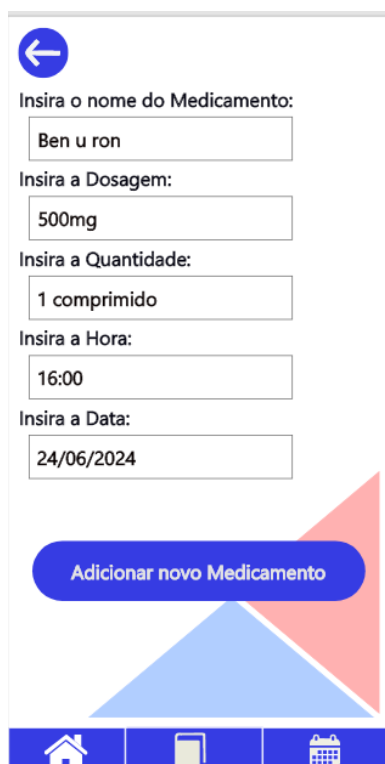 Insira o nome do Medicamento:
Ben u ron
Insira a Dosagem:
500mg
Insira a Quantidade:
1 comprimido
Insira a Hora:
16:00
Insira a Data:
24/06/2024
Adicionar novo Medicamento